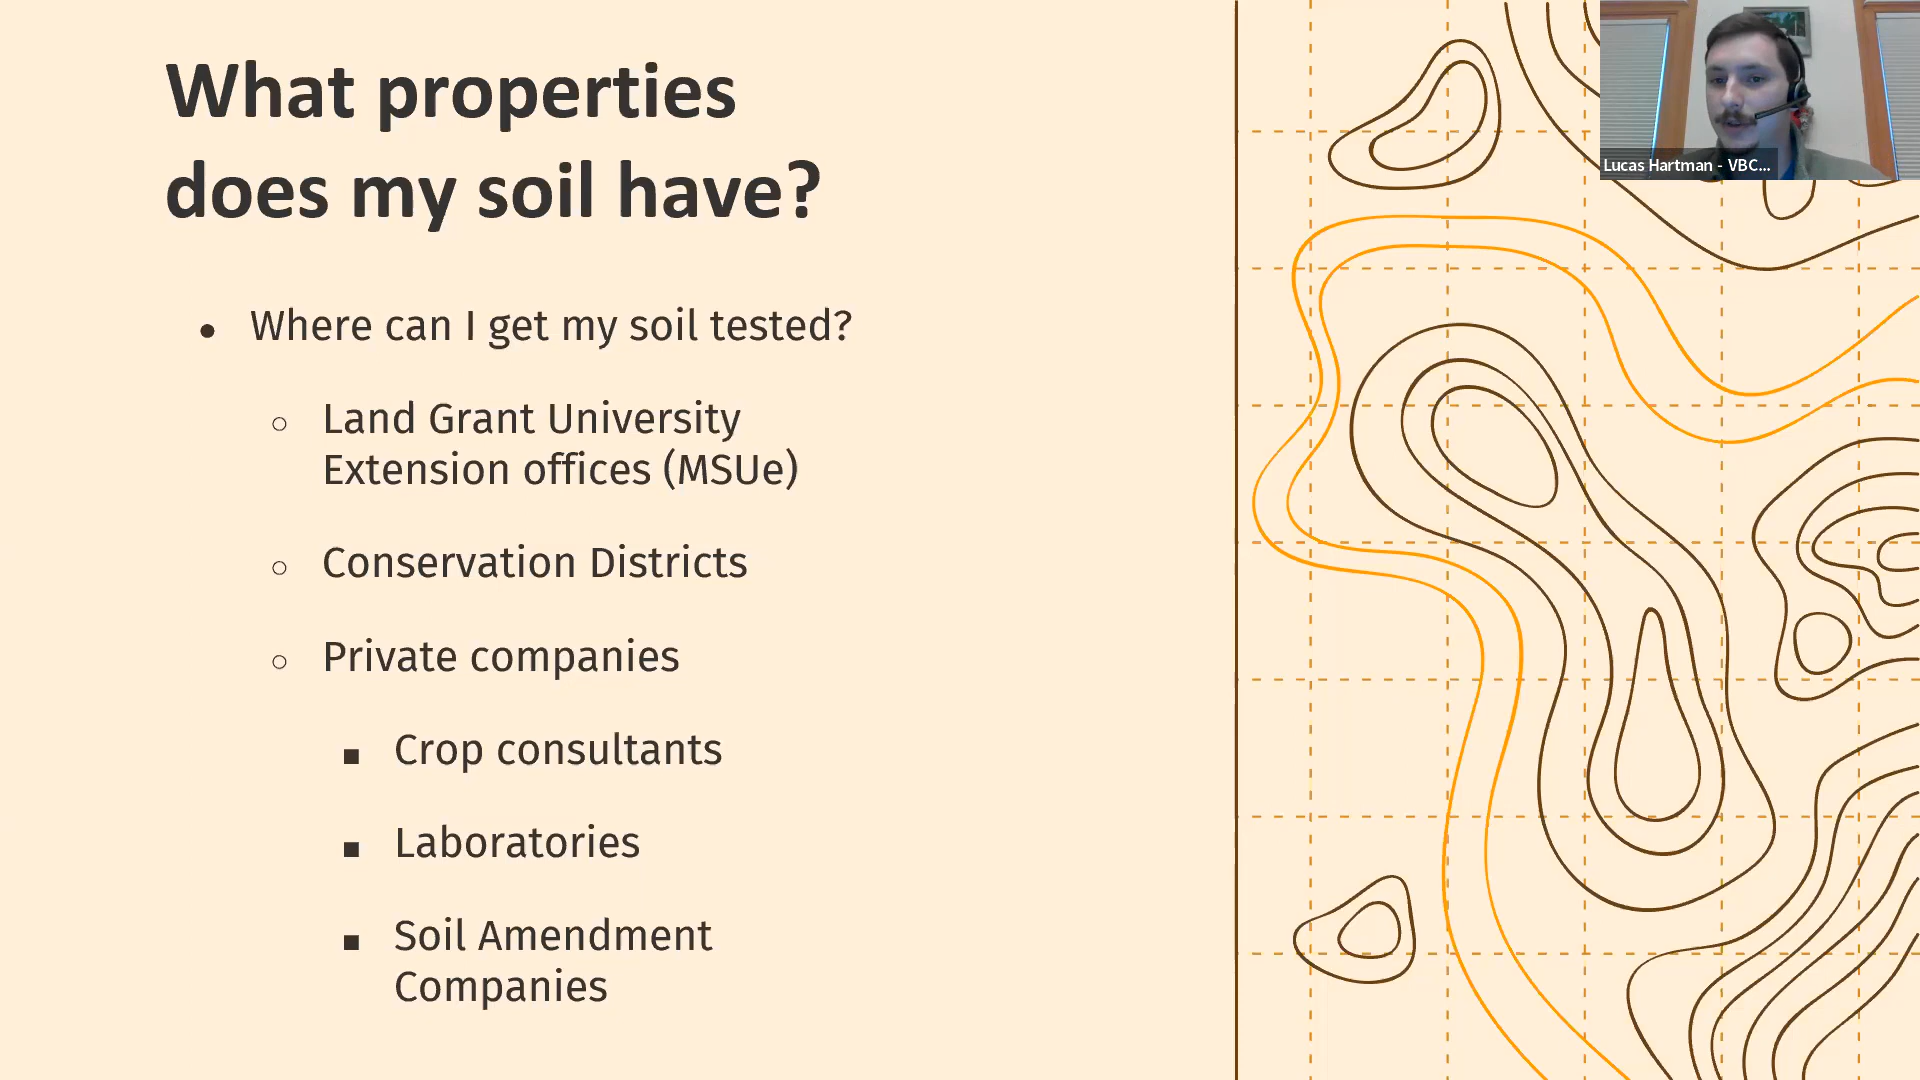 What properties
does my soil have?
● Where can I get my soil tested?
○ Land Grant University
Extension offices (MSUe)
○ Conservation Districts
○ Private companies
■ Crop consultants
■ Laboratories
■ Soil Amendment
Companies
Lucas Hartman - VBC...